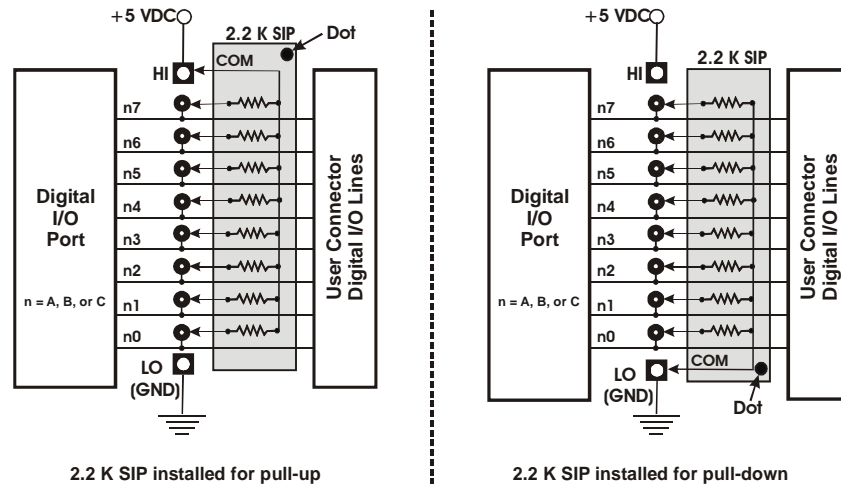 +5 VDC
2.2 K SIP
Dot
COM
HI
n7
n6
n5
n4
n3
n2
n1
n0
Digital
I/O
Port
n = A, B, or C
LO
(GND)
User Connector
Digital I/O Lines
2.2 K SIP installed for pull-up
+5 VDC
2.2 K SIP
HI
n7
n6
n5
n4
n3
n2
n1
n0
Digital
I/O
Port
n = A, B, or C
COM
LO
(GND)
Dot
User Connector
Digital I/O Lines
2.2 K SIP installed for pull-down